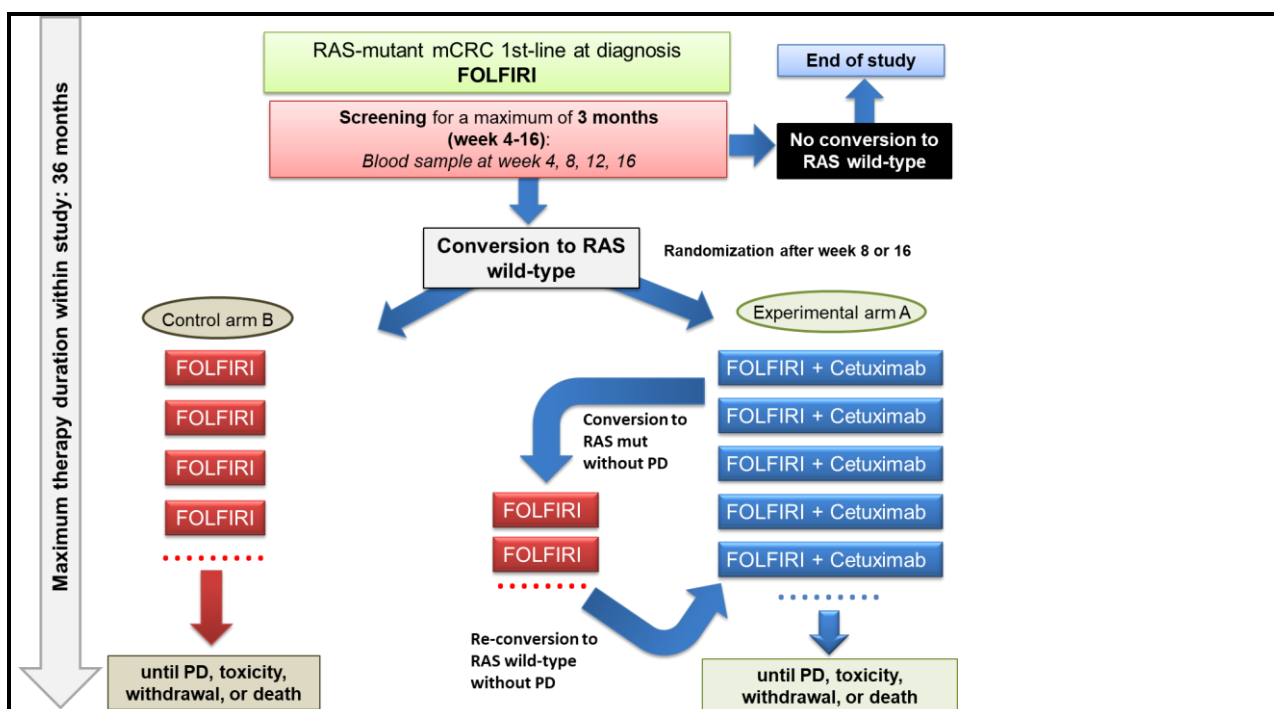 Maximum therapy duration within study: 36 months
RAS-mutant mCRC 1st-line at diagnosis
FOLFIRI
Screening for a maximum of 3 months
(week 4-16):
Blood sample at week 4, 8, 12, 16
End of study
No conversion to
RAS wild-type
Conversion to RAS
wild-type
Randomization after week 8 or 16
Control arm B
FOLFIRI
FOLFIRI
FOLFIRI
FOLFIRI
until PD, toxicity,
withdrawal, or death
Experimental arm A
FOLFIRI + Cetuximab
FOLFIRI + Cetuximab
FOLFIRI + Cetuximab
FOLFIRI + Cetuximab
FOLFIRI + Cetuximab
Conversion to
RAS mut
without PD
FOLFIRI
FOLFIRI
Re-conversion to
RAS wild-type
without PD
until PD, toxicity,
withdrawal, or death